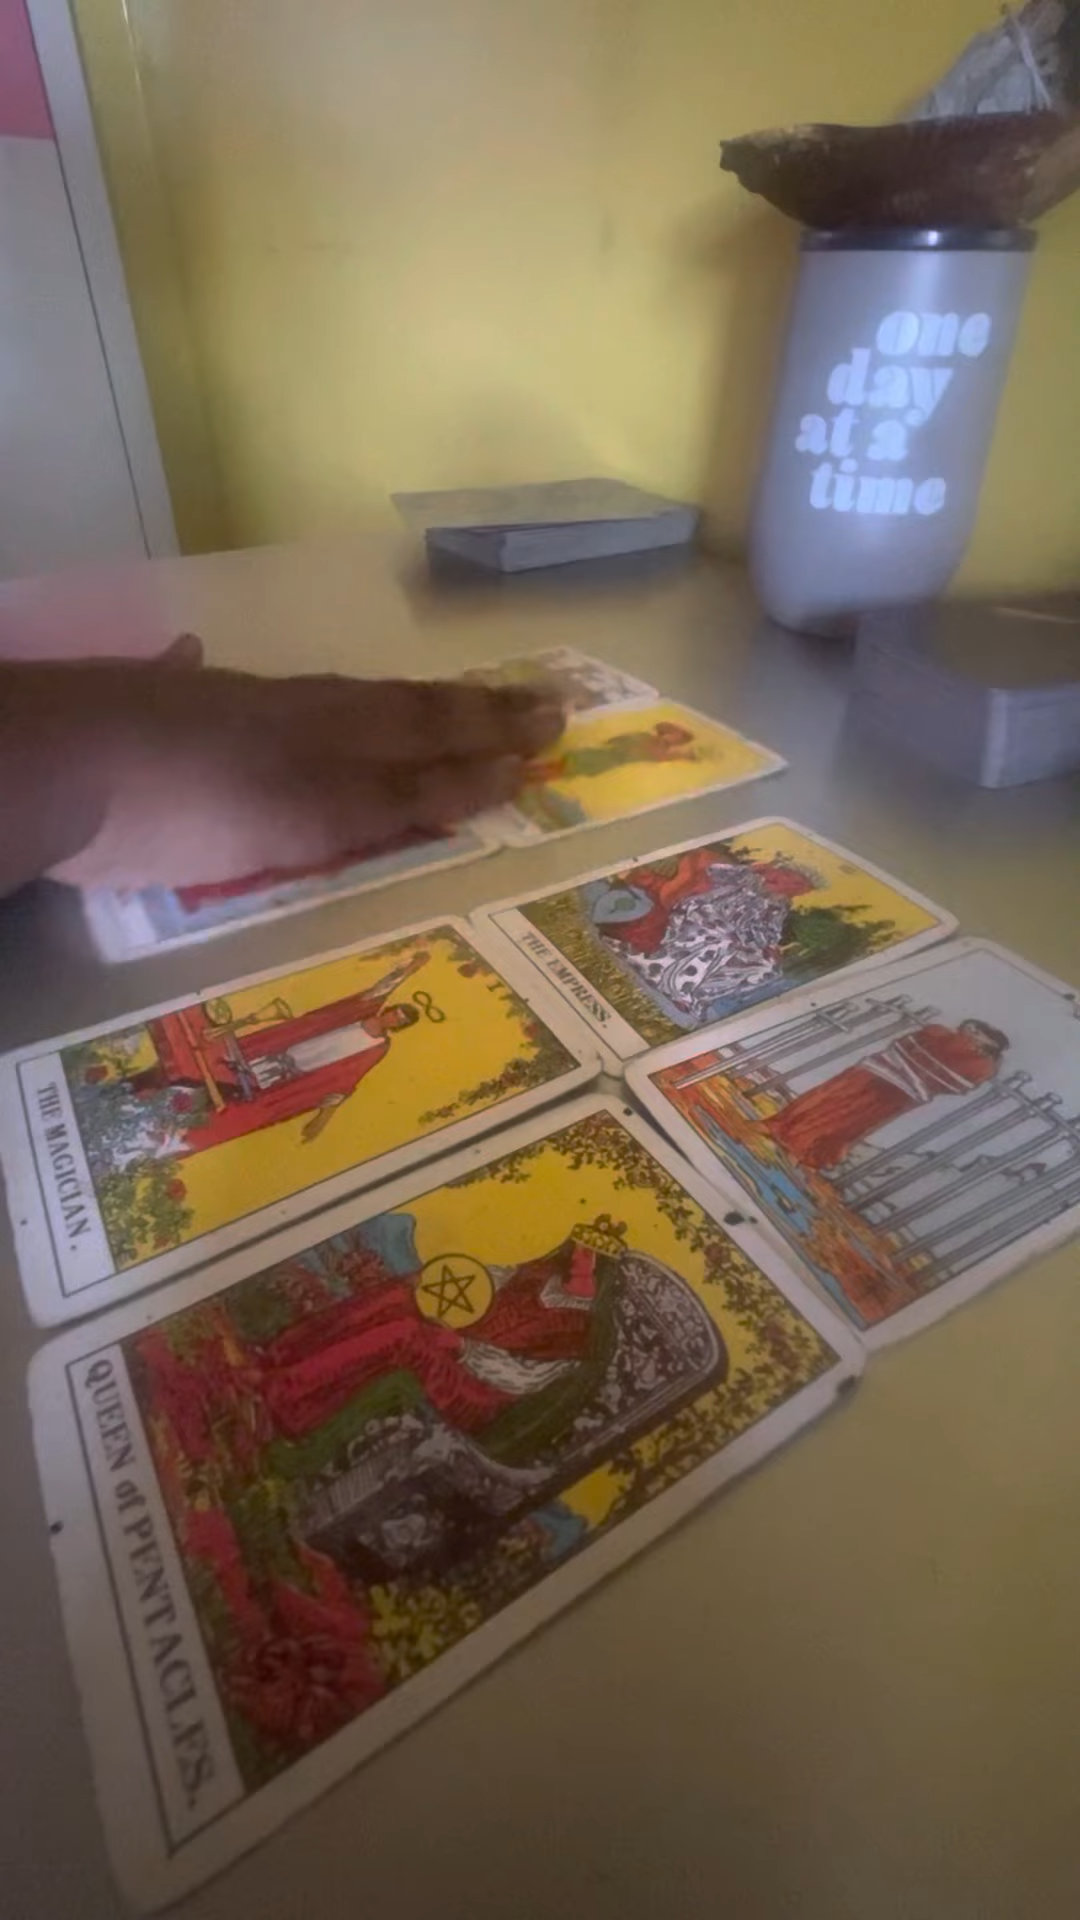 one
day
at a
time
THE EMPRESS.
I
THE MAGICIAN.
QUEEN of PENTACLES.